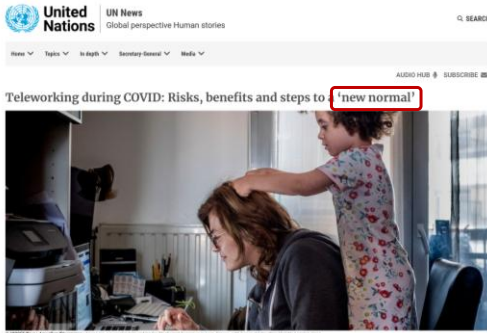 United
Nations
UN News
Global perspective Human stories
SEARCH
Home Topics In depth Secretary-General Media
AUDIO HUB SUBSCRIBE
Teleworking during COVID: Risks, benefits and steps to a ‘new normal’